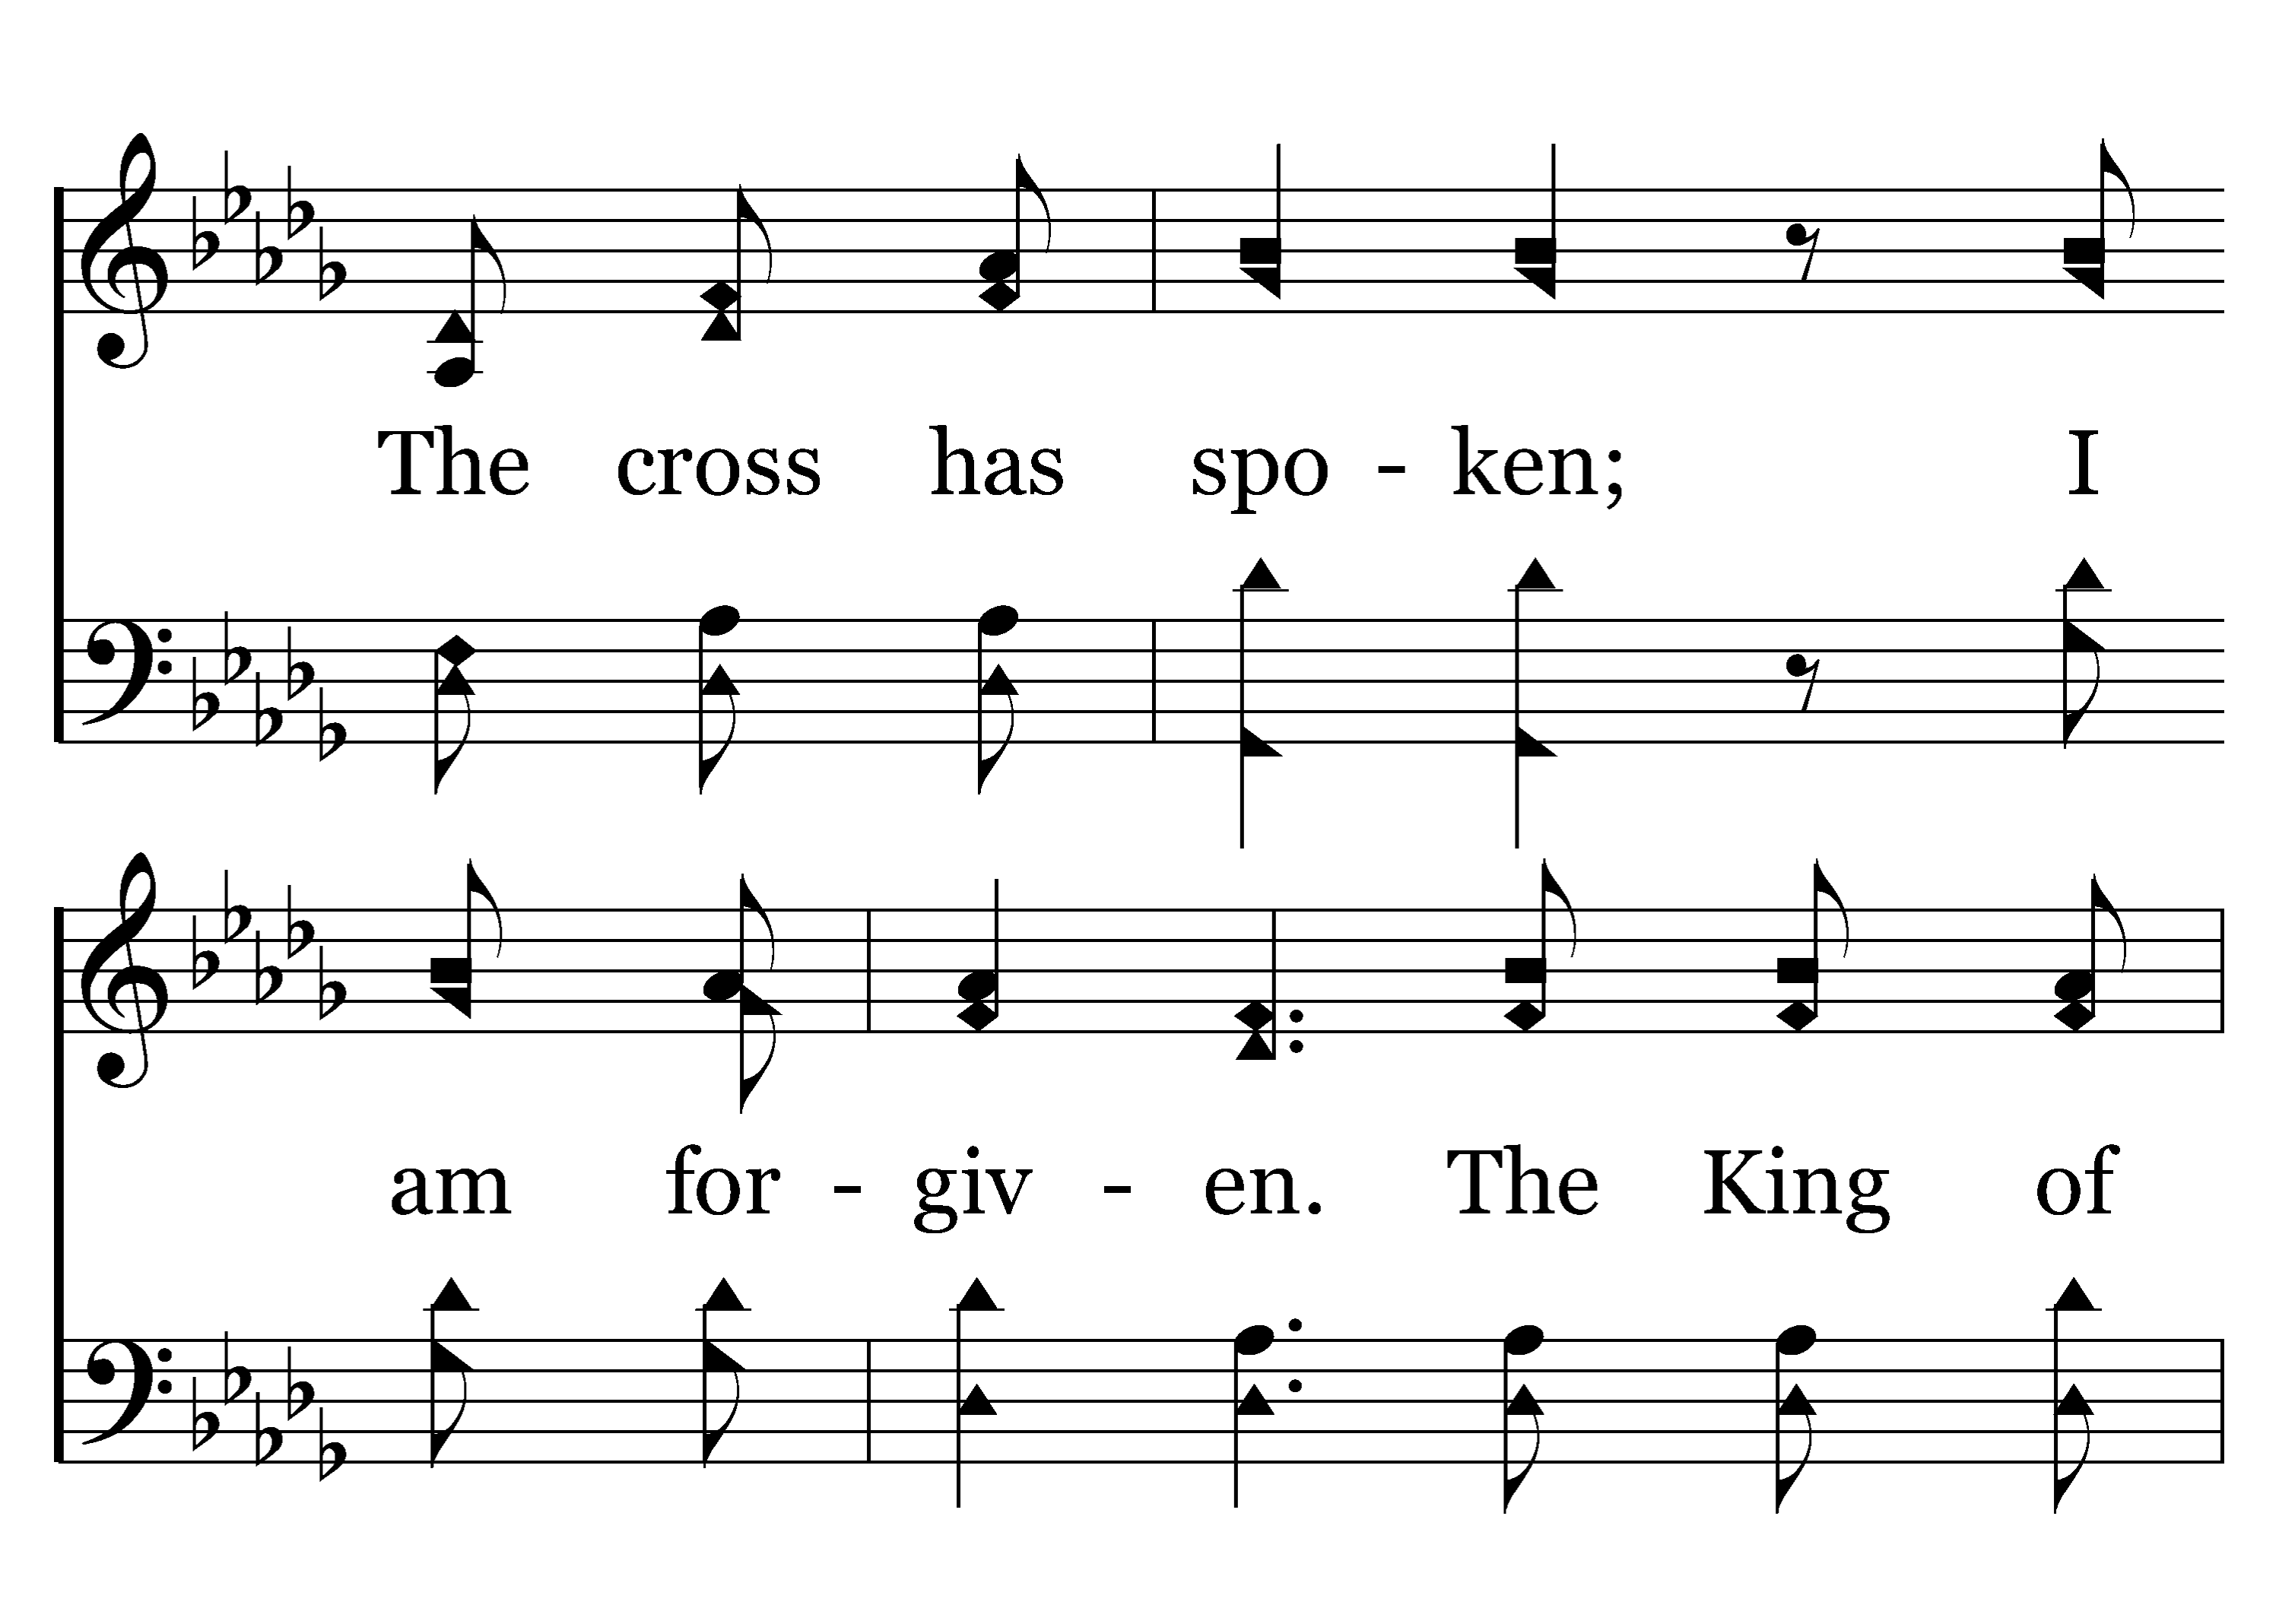 The cross has spo - ken; I
am for - giv - en. The King of